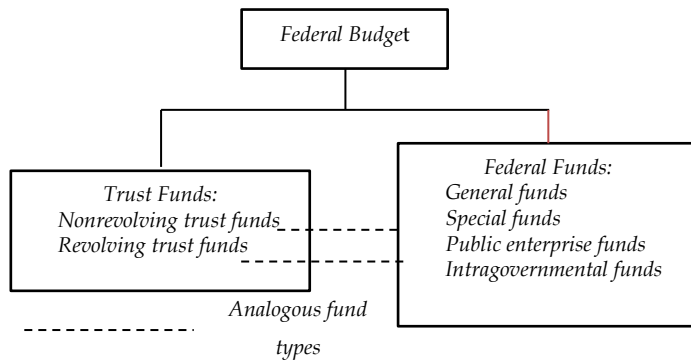 Federal Budget
Trust Funds:
Nonrevolving trust funds
Revolving trust funds
Federal Funds:
General funds
Special funds
Public enterprise funds
Intragovernmental funds
Analogous fund
types